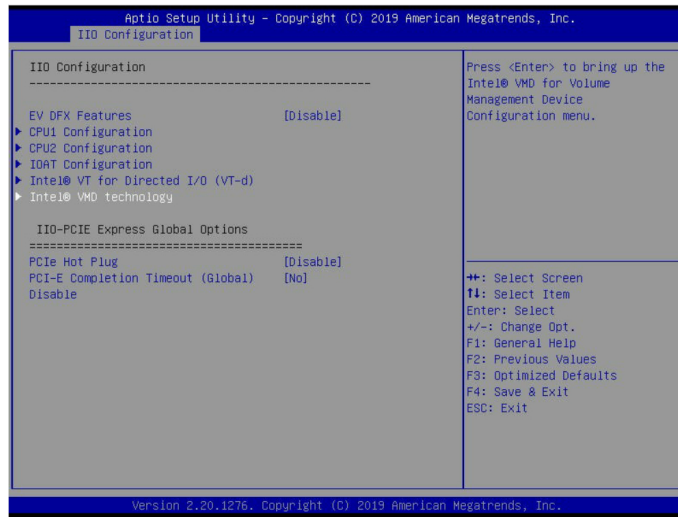 Aptio Setup Utility – Copyright (C) 2019 American Megatrends, Inc.
IIO Configuration
IIO Configuration
--------------------------------------------------
EV DFX Features [Disable]
CPU1 Configuration
CPU2 Configuration
IOAT Configuration
Intel® VT for Directed I/O (VT-d)
Intel® VMD technology
IIO-PCIE Express Global Options
========================================
PCIe Hot Plug [Disable]
PCI-E Completion Timeout (Global) [No]
Disable
Press <Enter> to bring up the
Intel® VMD for Volume
Management Device
Configuration menu.
→←: Select Screen
↑↓: Select Item
Enter: Select
+/-: Change Opt.
F1: General Help
F2: Previous Values
F3: Optimized Defaults
F4: Save & Exit
ESC: Exit
Version 2.20.1276. Copyright (C) 2019 American Megatrends, Inc.